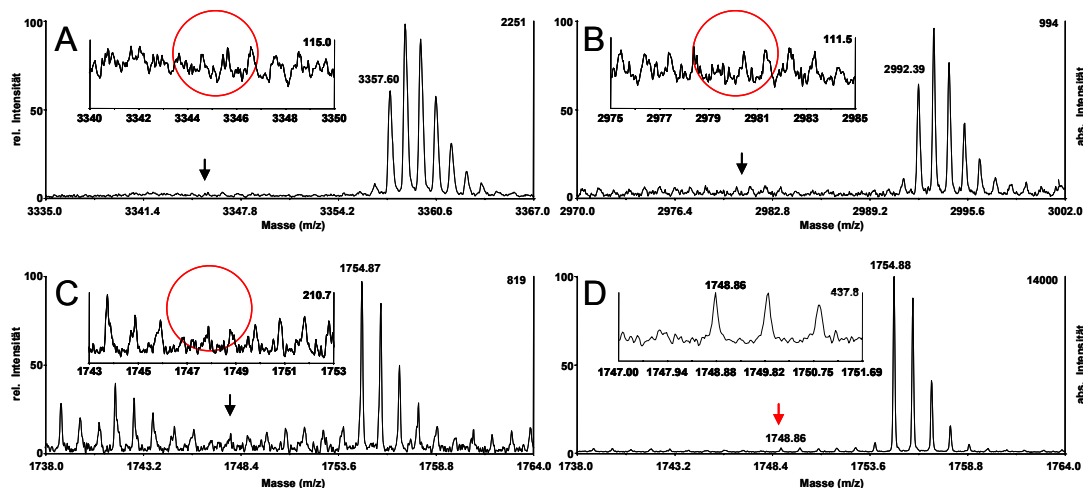 A
100
50
0
rel. Intensität
2251
115.0
3340 3342 3344 3346 3348 3350
3357.60
3335.0 3341.4 3347.8 3354.2 3360.6 3367.0
Masse (m/z)
B
100
50
0
994
111.5
2975 2977 2979 2981 2983 2985
2992.39
abs. Intensität
2970.0 2976.4 2982.8 2989.2 2995.6 3002.0
Masse (m/z)
C
100
50
0
rel. Intensität
1754.87
819
210.7
1743 1745 1747 1749 1751 1753
1738.0 1743.2 1748.4 1753.6 1758.8 1764.0
Masse (m/z)
D
100
50
0
1754.88
14000
1748.86
437.8
1747.00 1747.94 1748.88 1749.82 1750.75 1751.69
1748.86
abs. Intensität
1738.0 1743.2 1748.4 1753.6 1758.8 1764.0
Masse (m/z)